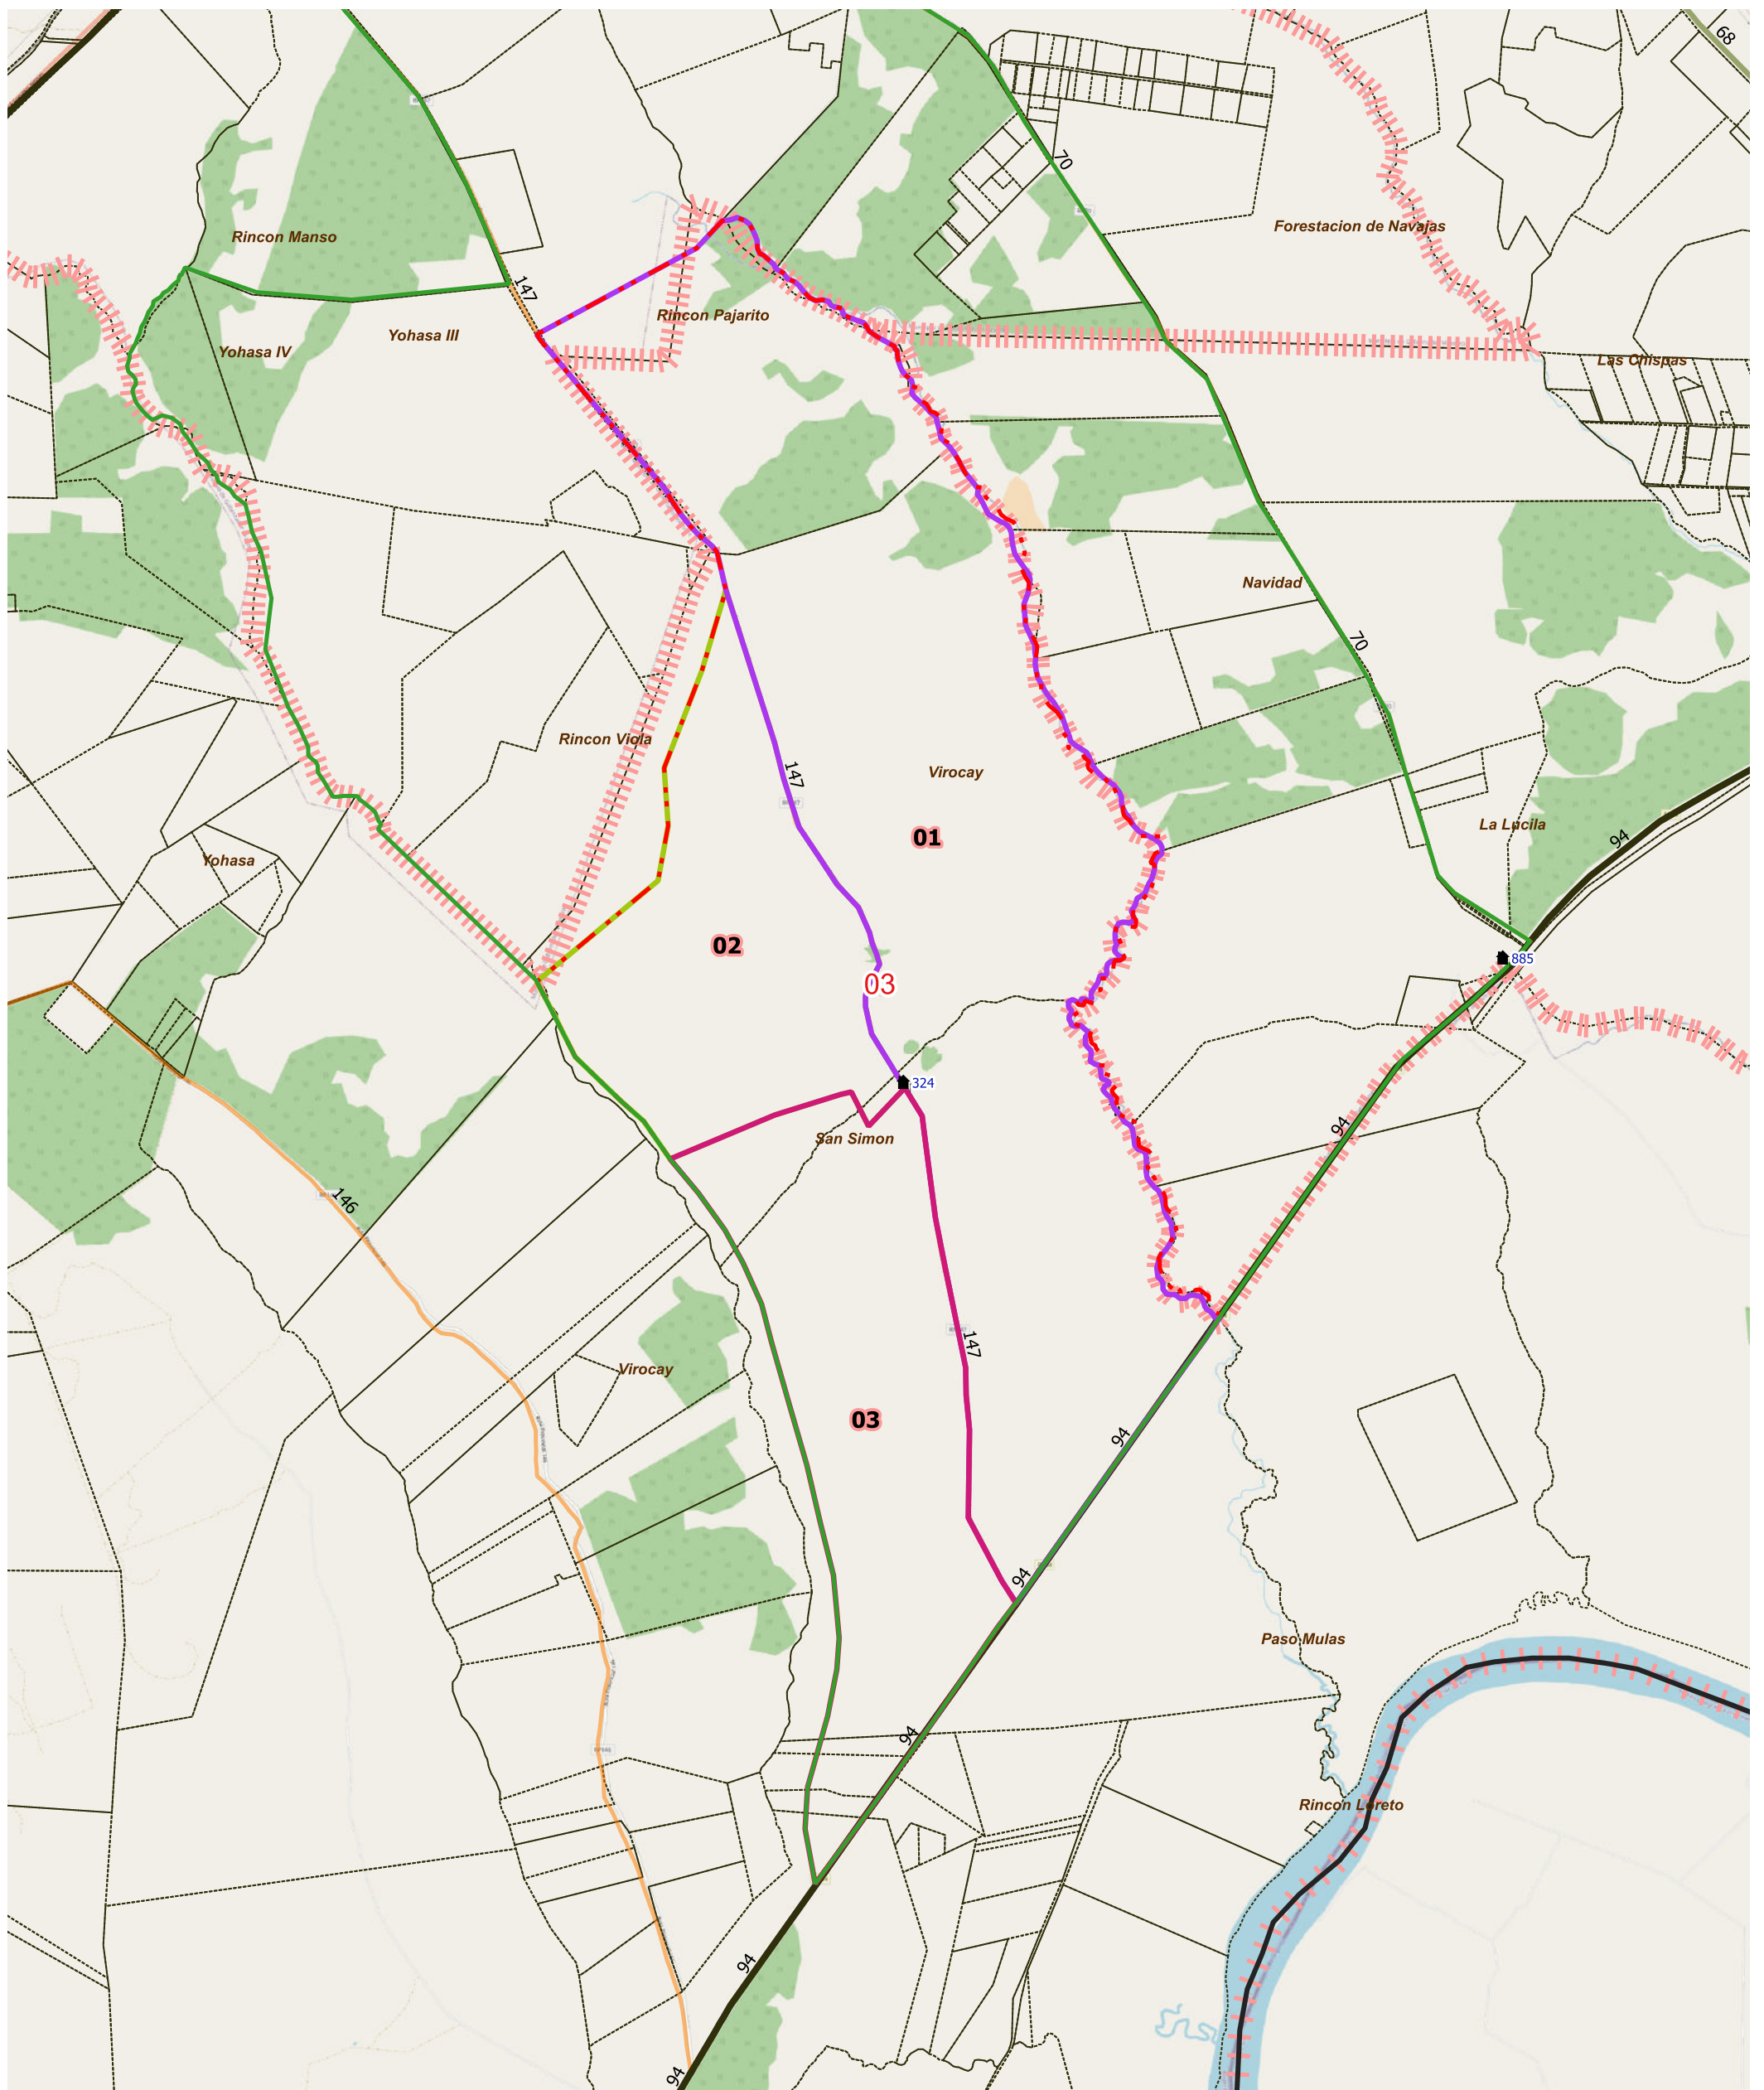 68
70
Forestacion de Navajas
Rincon Manso
147
Rincon Pajarito
Yohasa III
Yohasa IV
Las Chispas
Navidad
70
Rincon Viola
Virocay
147
La Lucila
94
01
Yohasa
02
885
03
324
94
San Simon
146
147
Virocay
03
94
94
Paso Mulas
94
Rincon Loreto
94
94